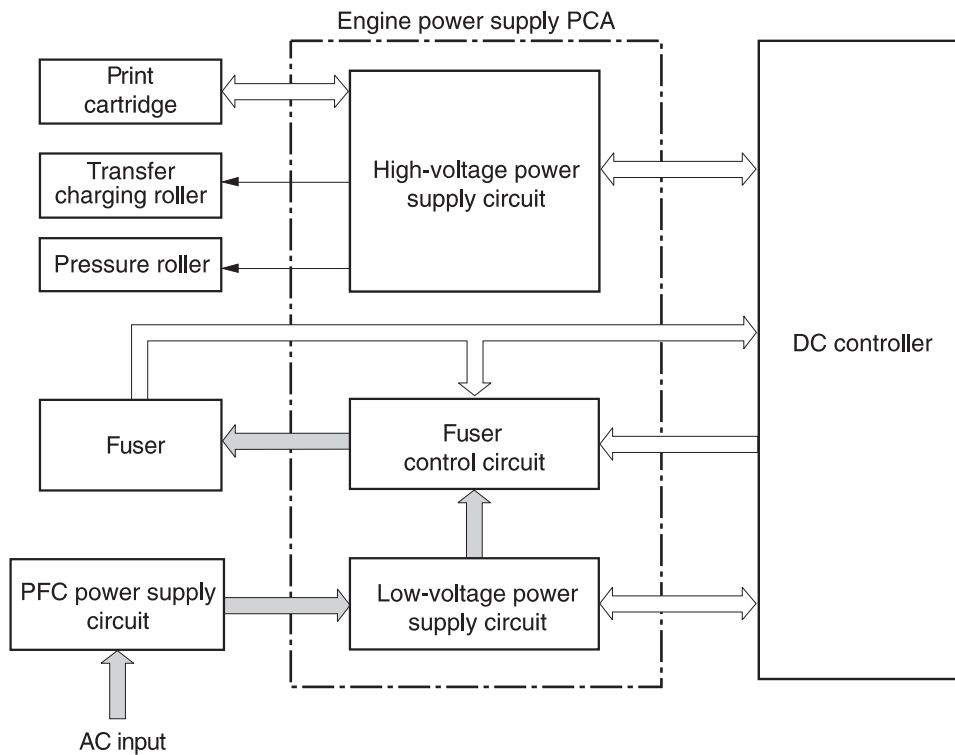 Engine power supply PCA
Print
cartridge
Transfer
charging roller
Pressure roller
High-voltage power
supply circuit
DC controller
Fuser
Fuser
control circuit
PFC power supply
circuit
Low-voltage power
supply circuit
AC input